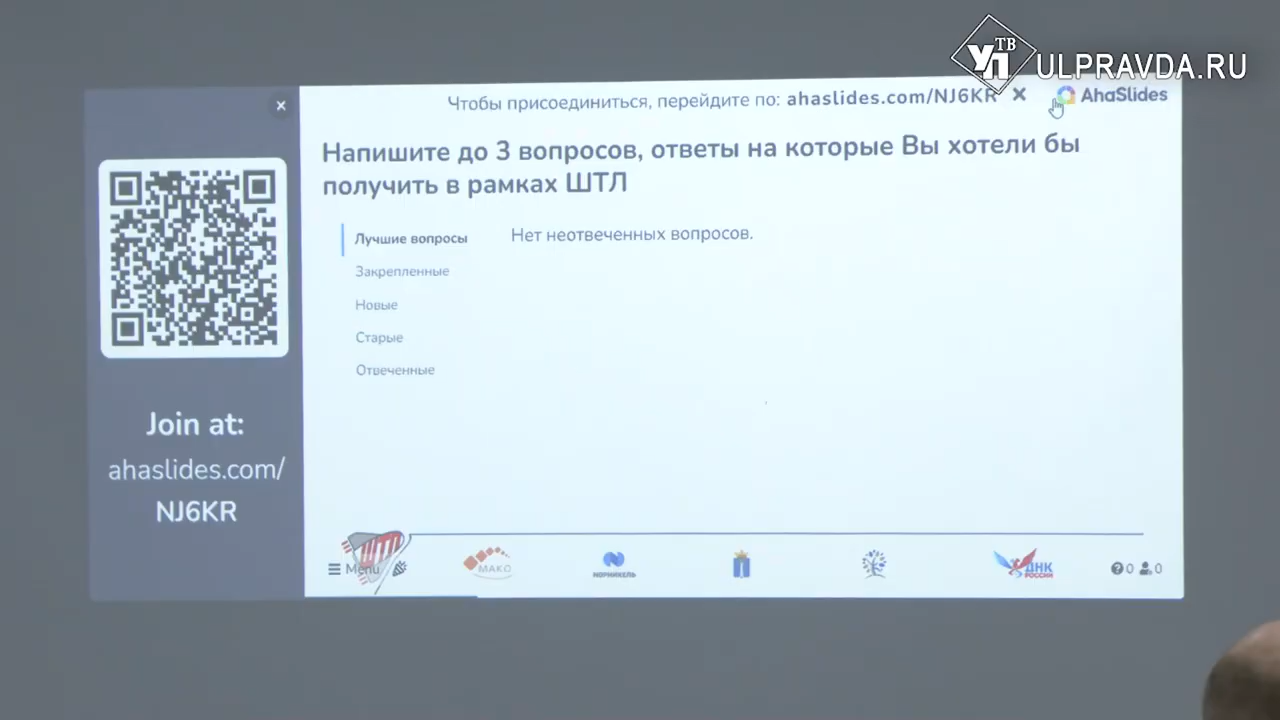 УП ТВ ULPRAVDA.RU
Чтобы присоединиться, перейдите по: ahaslides.com/NJ6KR
AhaSlides
Напишите до 3 вопросов, ответы на которые Вы хотели бы
получить в рамках ШТЛ
Лучшие вопросы
Нет неотвеченных вопросов.
Закрепленные
Новые
Старые
Отвеченные
Join at:
ahaslides.com/
NJ6KR
Menu
ШТЛ
МАКО
НОРНИКЕЛЬ
ДНК
РОССИИ
0
0